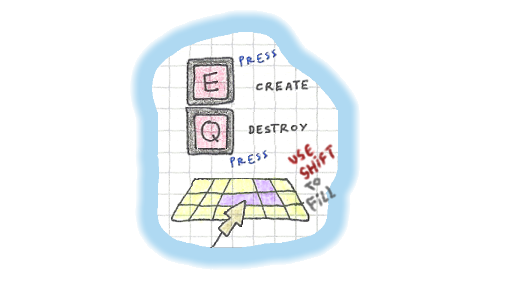 PRESS
E CREATE
Q DESTROY
PRESS
USE
SHIFT
TO
FILL